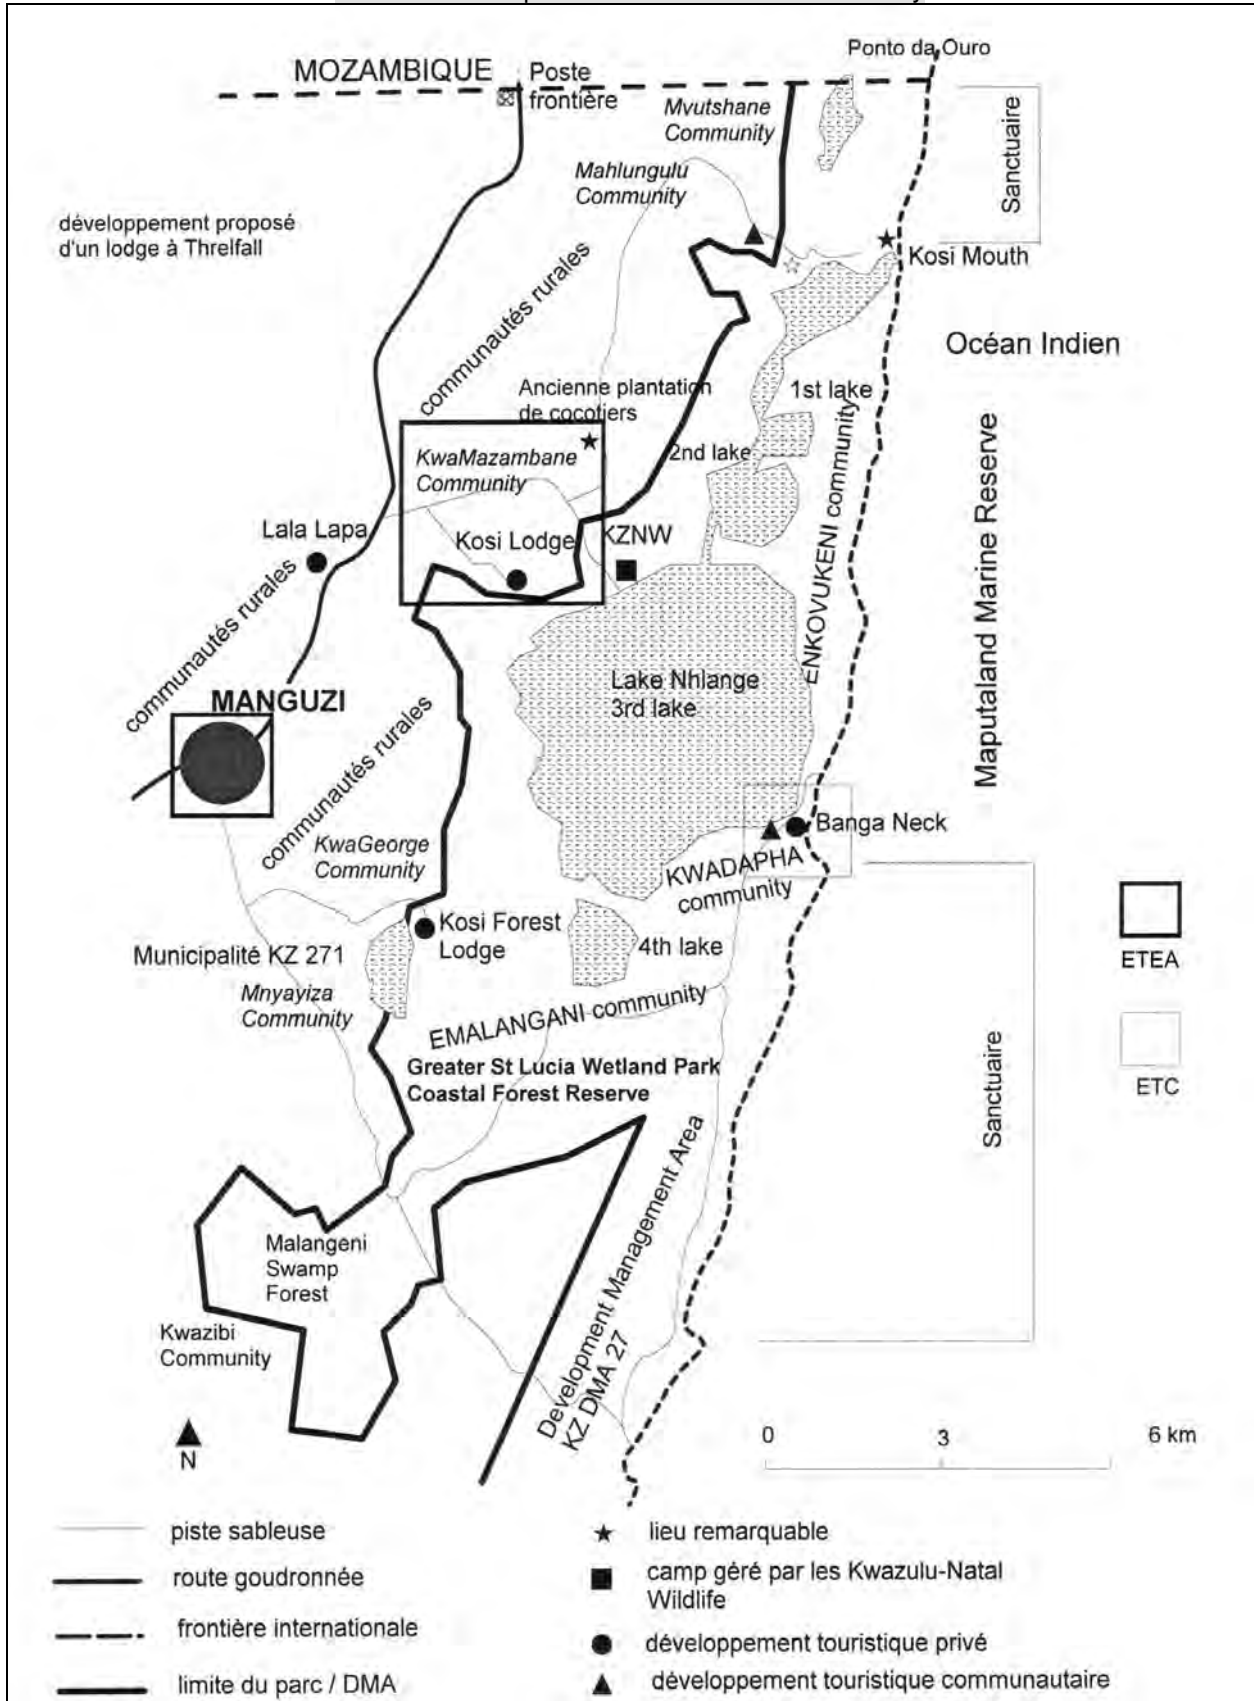 Ponto da Ouro
MOZAMBIQUE
Poste
frontière
Mvutshane
Community
Sanctuaire
Mahlungulu
Community
développement proposé
d'un lodge à Threlfall
Kosi Mouth
communautés rurales
Océan Indien
Ancienne plantation
de cocotiers
1st lake
KwaMazambane
Community
2nd lake
ENKOVUKENI community
Maputaland Marine Reserve
Lala Lapa
Kosi Lodge
KZNW
communautés rurales
Lake Nhlange
3rd lake
MANGUZI
communautés rurales
Banga Neck
KwaGeorge
Community
KWADAPHA
community
Kosi Forest
Lodge
4th lake
Municipalité KZ 271
ETEA
Mnyayiza
Community
EMALANGANI community
Greater St Lucia Wetland Park
Coastal Forest Reserve
ETC
Sanctuaire
Development Management Area
KZ DMA 27
Malangeni
Swamp
Forest
Kwazibi
Community
N
0 3 6 km
piste sableuse
lieu remarquable
route goudronnée
camp géré par les Kwazulu-Natal
Wildlife
frontière internationale
développement touristique privé
limite du parc / DMA
développement touristique communautaire